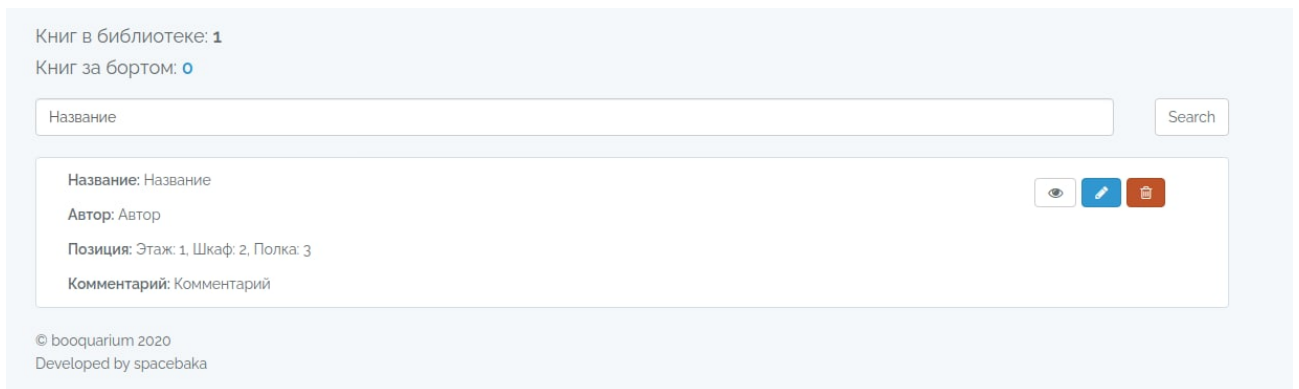 Книг в библиотеке: 1
Книг за бортом: 0
Название
Search
Название: Название
Автор: Автор
Позиция: Этаж: 1, Шкаф: 2, Полка: 3
Комментарий: Комментарий
© booquarium 2020
Developed by spacebaka